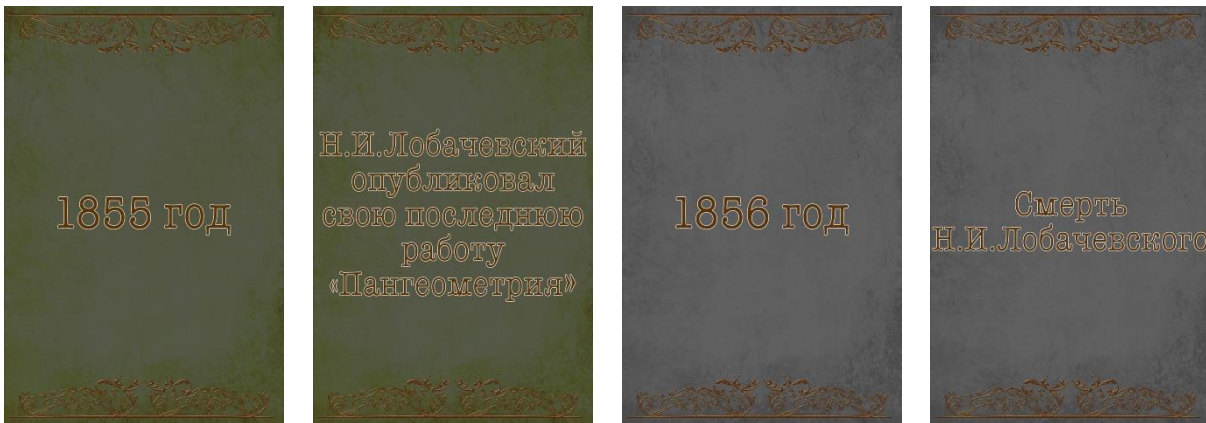 1855 год
Н.И.Лобачевский
опубликовал
свою последнюю
работу
«Пангеометрия»
1856 год
Смерть
Н.И.Лобачевского